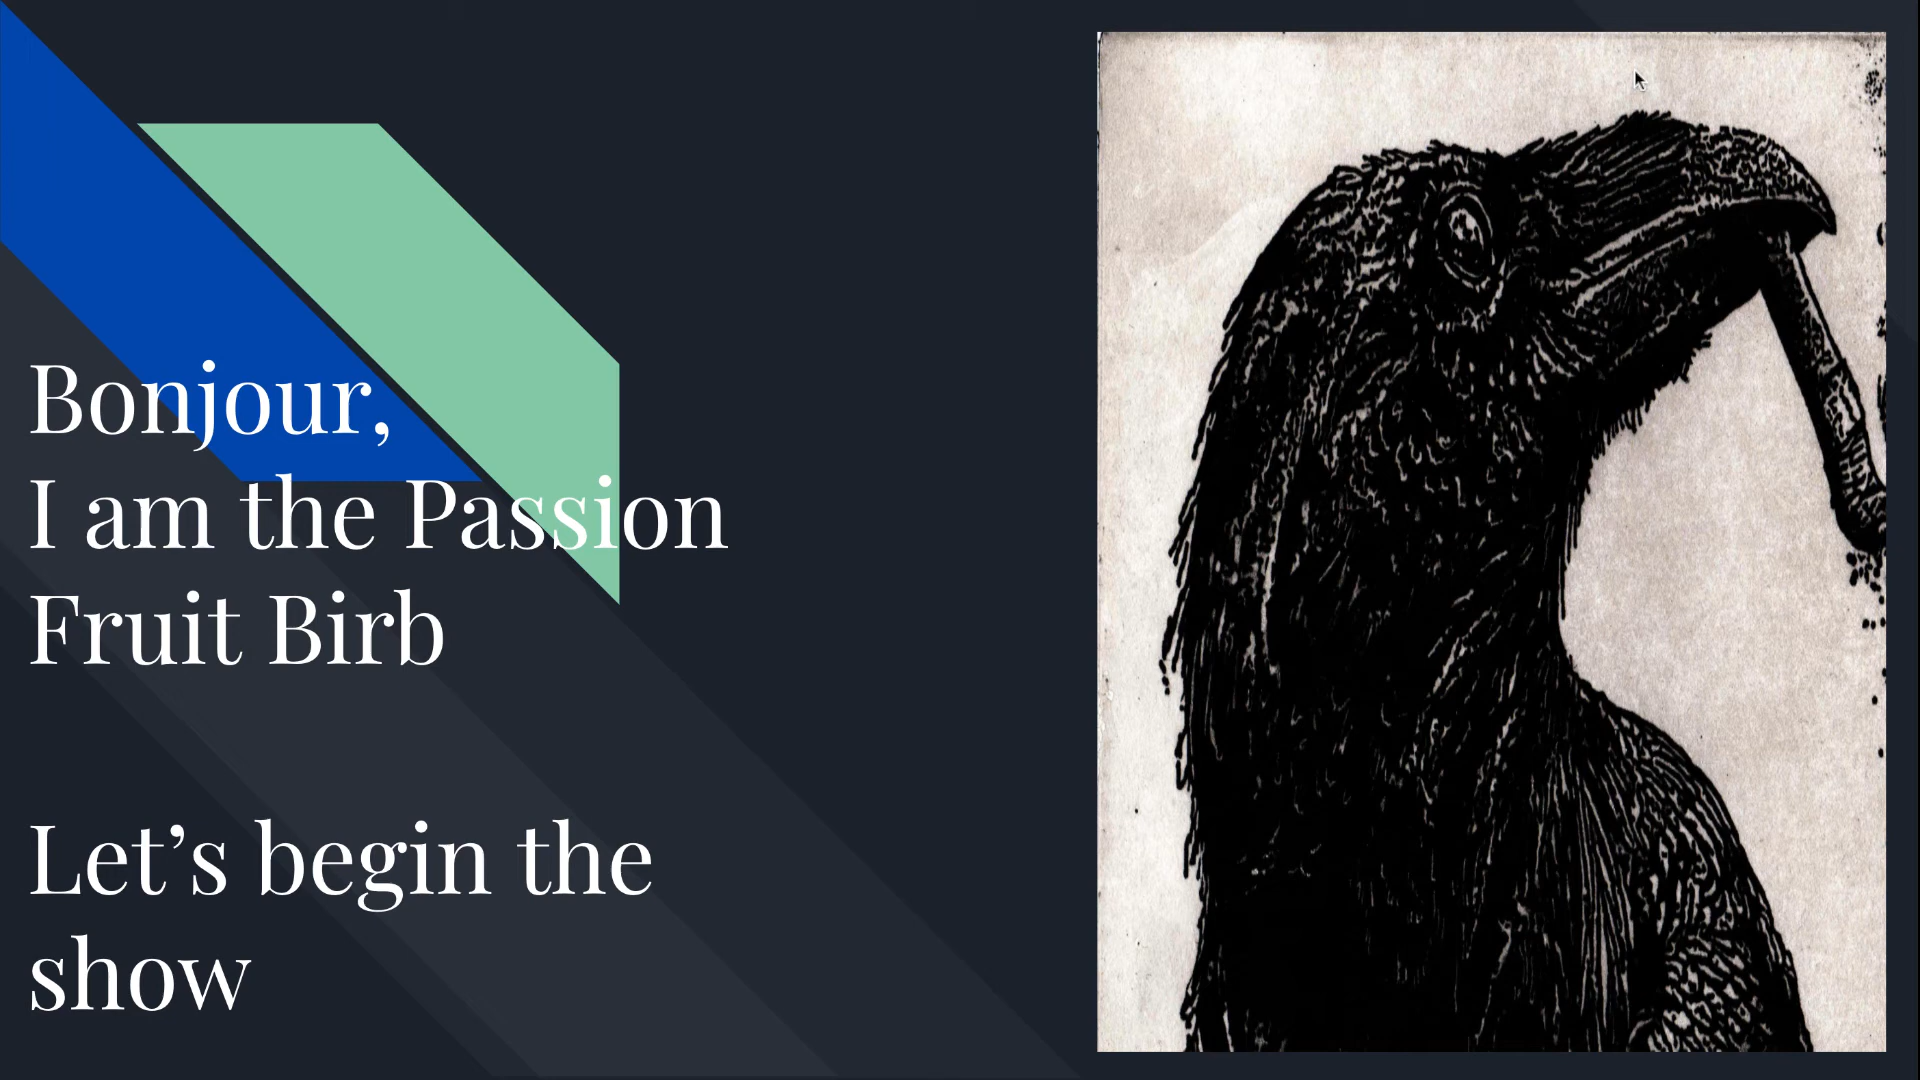 Bonjour,
I am the Passion
Fruit Birb
Let’s begin the
show